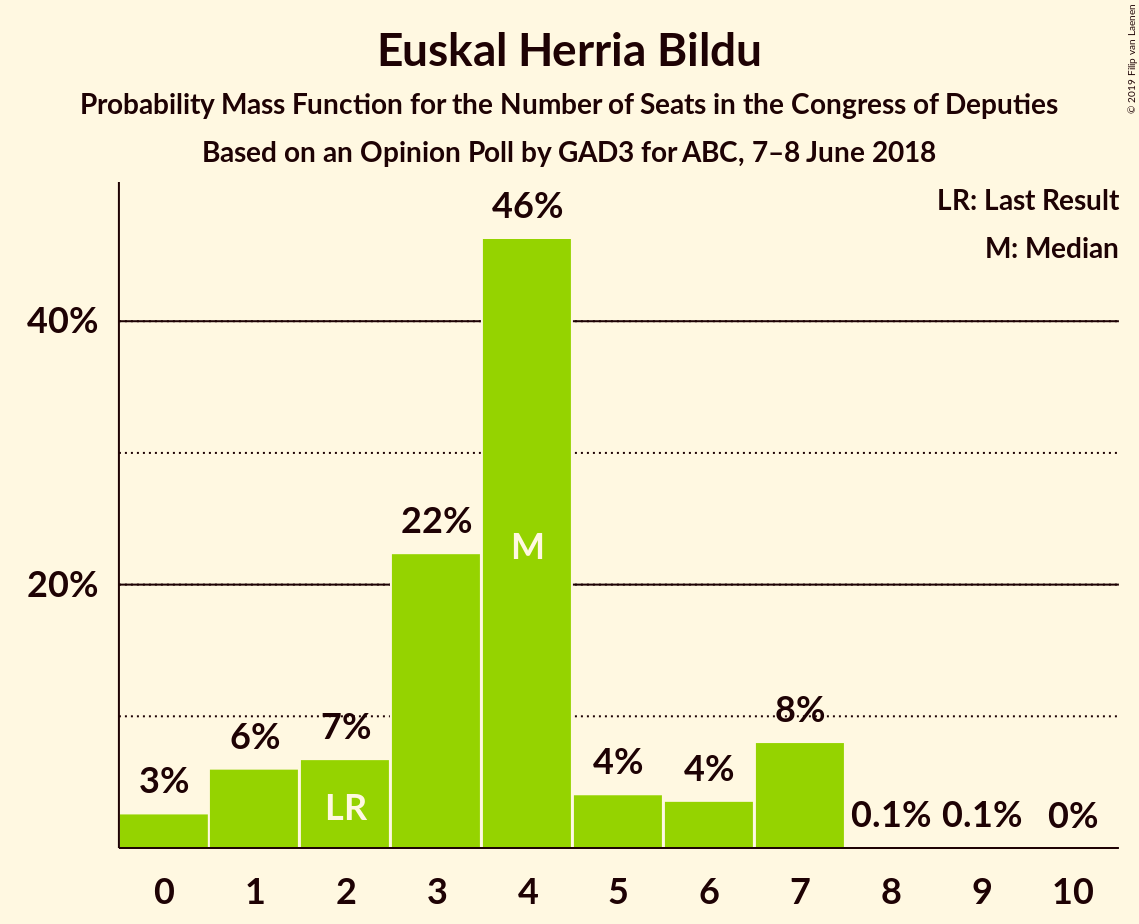 Euskal Herria Bildu
Probability Mass Function for the Number of Seats in the Congress of Deputies
Based on an Opinion Poll by GAD3 for ABC, 7–8 June 2018
© 2019 Filip van Laenen
LR: Last Result
M: Median
46%
40%
22%
M
20%
8%
7%
6%
4%
4%
3%
LR
0.1%
0.1%
0%
0 1 2 3 4 5 6 7 8 9 10